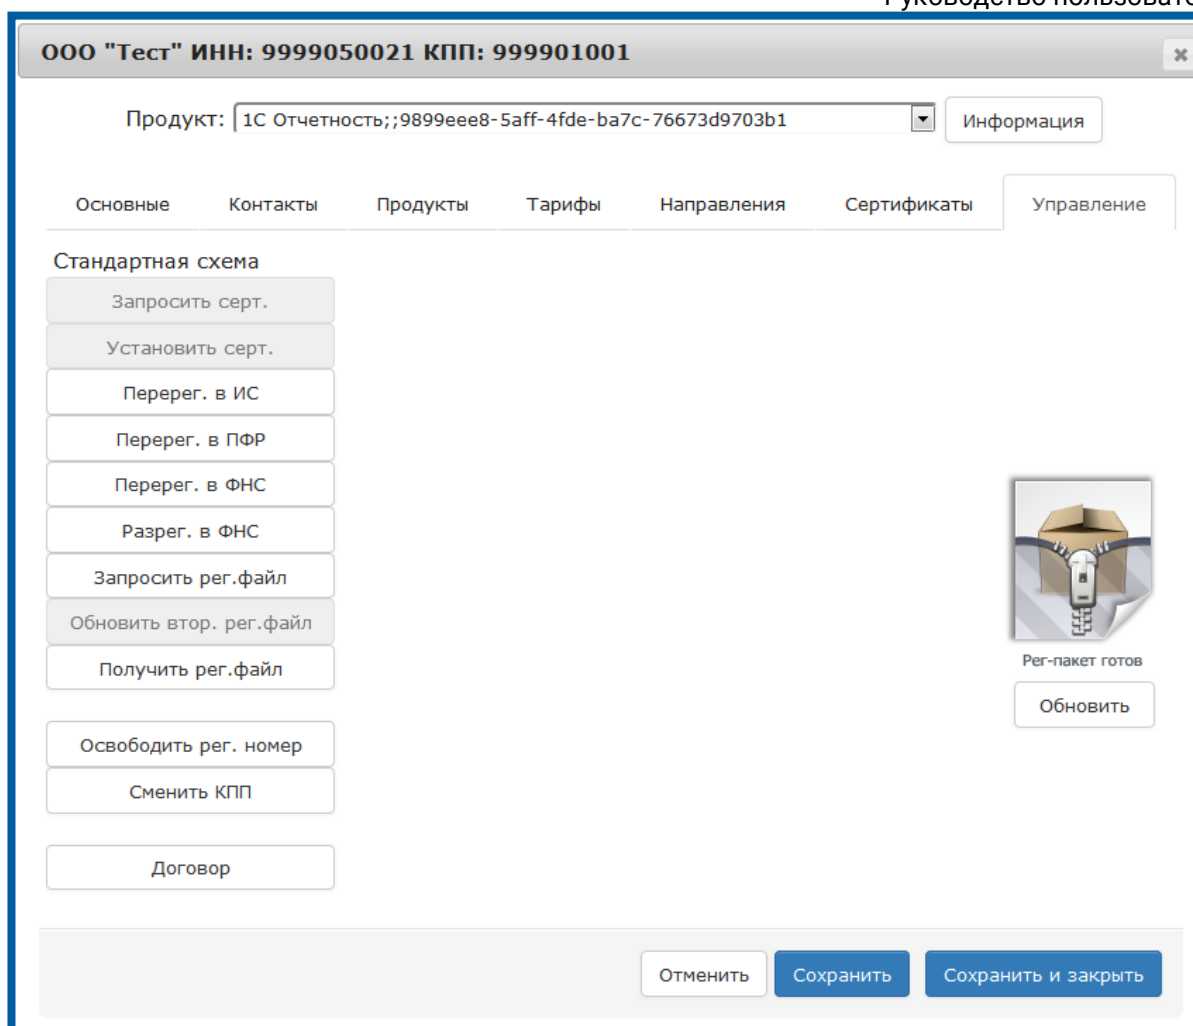 ООО "Тест" ИНН: 9999050021 КПП: 999901001
Продукт: 1С Отчетность;;9899eee8-5aff-4fde-ba7c-76673d9703b1 Информация
Основные Контакты Продукты Тарифы Направления Сертификаты Управление
Стандартная схема
Запросить серт.
Установить серт.
Перерег. в ИС
Перерег. в ПФР
Перерег. в ФНС
Разрег. в ФНС
Запросить рег.файл
Обновить втор. рег.файл
Получить рег.файл
Рег-пакет готов
Обновить
Освободить рег. номер
Сменить КПП
Договор
Отменить Сохранить Сохранить и закрыть